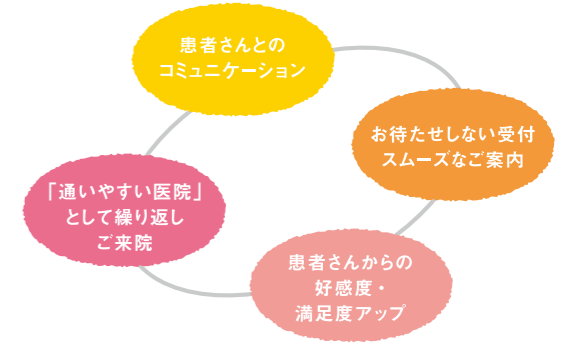 患者さんとの
コミュニケーション
お待たせしない受付
スムーズなご案内
患者さんからの
好感度・
満足度アップ
「通いやすい医院」
として繰り返し
ご来院